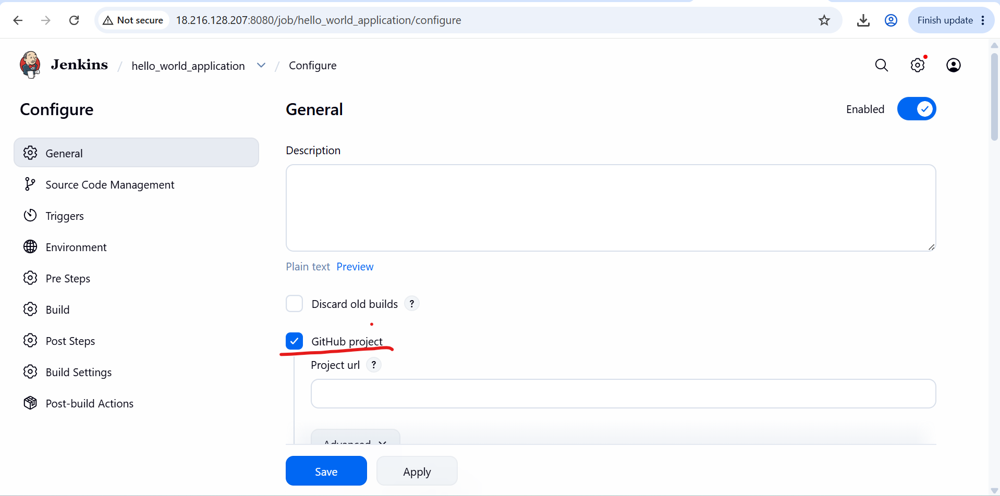 Not secure 18.216.128.207:8080/job/hello_world_application/configure Finish update
Jenkins / hello_world_application / Configure
Configure
General
Source Code Management
Triggers
Environment
Pre Steps
Build
Post Steps
Build Settings
Post-build Actions
General
Enabled
Description
Plain text Preview
Discard old builds ?
GitHub project
Project url ?
Advanced
Save Apply